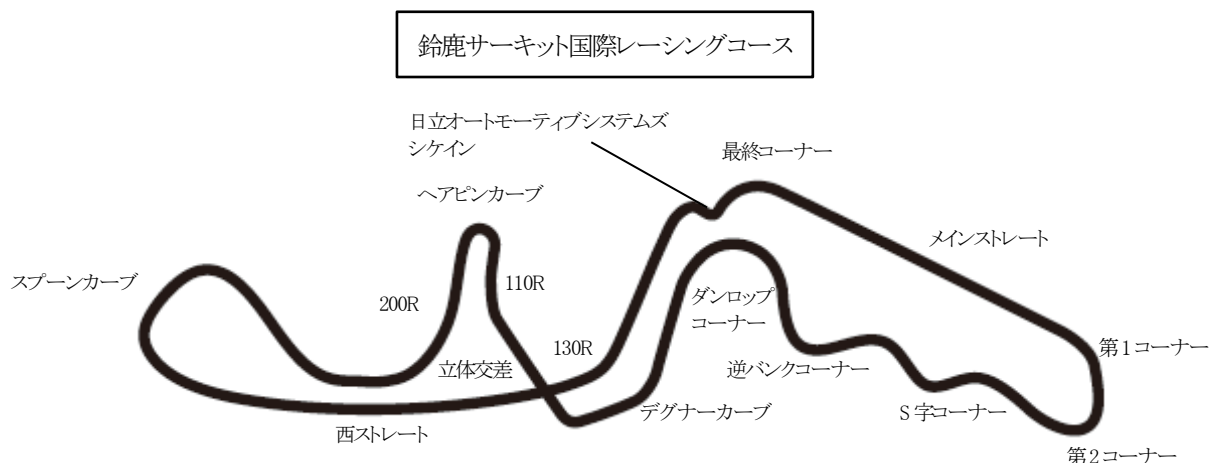 鈴鹿サーキット国際レーシングコース
日立オートモーティブシステムズ
シケイン
最終コーナー
ヘアピンカーブ
メインストレート
スプーンカーブ
200R
110R
ダンロップ
コーナー
130R
第1コーナー
立体交差
逆バンクコーナー
デグナーカーブ
S字コーナー
西ストレート
第2コーナー